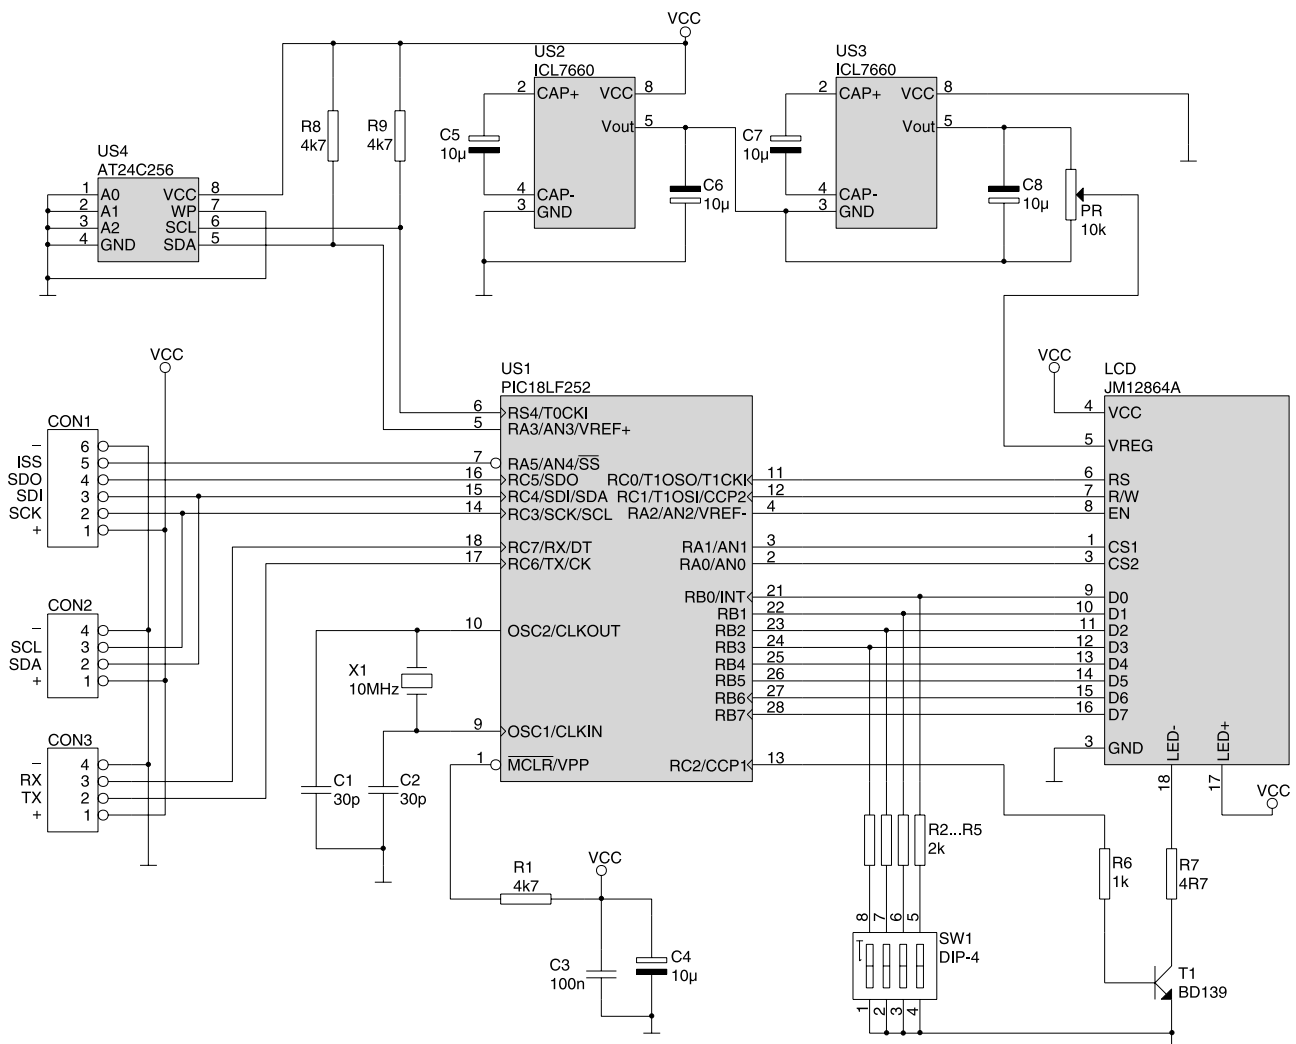 VCC
US2
ICL7660
2 CAP+ VCC 8
Vout 5
C5
10µ
4 CAP-
3 GND
C6
10µ
US3
ICL7660
2 CAP+ VCC 8
Vout 5
C7
10µ
4 CAP-
3 GND
C8
10µ
PR
10k
R8
4k7
R9
4k7
US4
AT24C256
1 A0 VCC 8
2 A1 WP 7
3 A2 SCL 6
4 GND SDA 5
VCC
CON1
– 6
ISS 5
SDO 4
SDI 3
SCK 2
+ 1
CON2
– 4
SCL 3
SDA 2
+ 1
CON3
– 4
RX 3
TX 2
+ 1
US1
PIC18LF252
6 RS4/T0CKI
5 RA3/AN3/VREF+
7 RA5/AN4/SS
16 RC5/SDO RC0/T1OSO/T1CKI 11
15 RC4/SDI/SDA RC1/T1OSI/CCP2 12
14 RC3/SCK/SCL RA2/AN2/VREF- 4
18 RC7/RX/DT RA1/AN1 3
17 RC6/TX/CK RA0/AN0 2
RB0/INT 21
RB1 22
10 OSC2/CLKOUT RB2 23
RB3 24
RB4 25
RB5 26
RB6 27
RB7 28
9 OSC1/CLKIN
1 MCLR/VPP RC2/CCP1 13
X1
10MHz
C1
30p
C2
30p
R1
4k7
VCC
C3
100n
C4
10µ
VCC
LCD
JM12864A
4 VCC
5 VREG
6 RS
7 R/W
8 EN
1 CS1
3 CS2
9 D0
10 D1
11 D2
12 D3
13 D4
14 D5
15 D6
16 D7
3 GND
LED-
LED+
18
17
VCC
R2...R5
2k
R6
1k
R7
4R7
8 7 6 5
SW1
DIP-4
1 2 3 4
T1
BD139